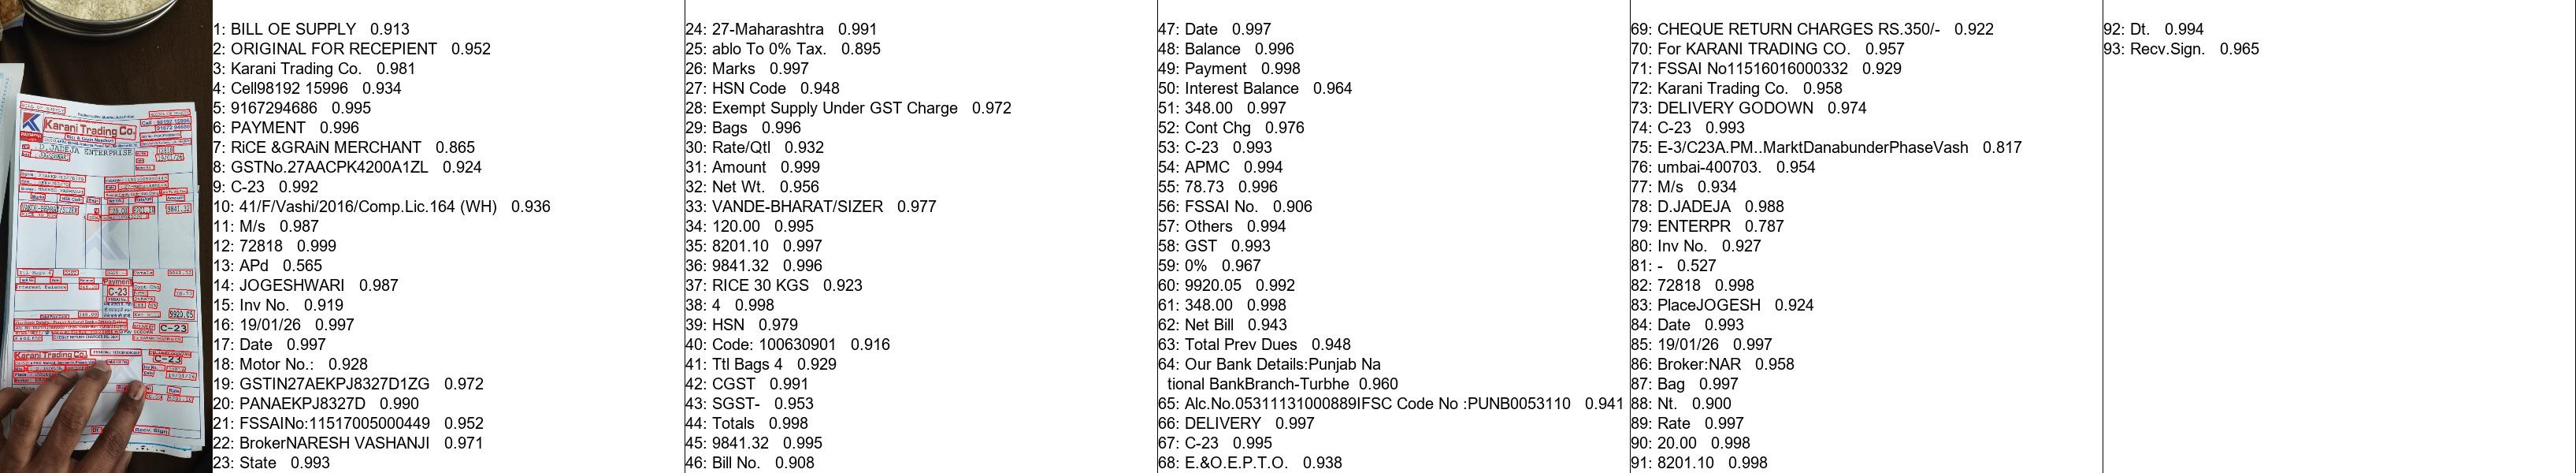 1: BILL OE SUPPLY 0.913
2: ORIGINAL FOR RECEPIENT 0.952
3: Karani Trading Co. 0.981
4: Cell98192 15996 0.934
5: 9167294686 0.995
6: PAYMENT 0.996
7: RiCE &GRAiN MERCHANT 0.865
8: GSTNo.27AACPK4200A1ZL 0.924
9: C-23 0.992
10: 41/F/Vashi/2016/Comp.Lic.164 (WH) 0.936
11: M/s 0.987
12: 72818 0.999
13: APd 0.565
14: JOGESHWARI 0.987
15: Inv No. 0.919
16: 19/01/26 0.997
17: Date 0.997
18: Motor No.: 0.928
19: GSTIN27AEKPJ8327D1ZG 0.972
20: PANAEKPJ8327D 0.990
21: FSSAINo:11517005000449 0.952
22: BrokerNARESH VASHANJI 0.971
23: State 0.993
24: 27-Maharashtra 0.991
25: ablo To 0% Tax. 0.895
26: Marks 0.997
27: HSN Code 0.948
28: Exempt Supply Under GST Charge 0.972
29: Bags 0.996
30: Rate/Qtl 0.932
31: Amount 0.999
32: Net Wt. 0.956
33: VANDE-BHARAT/SIZER 0.977
34: 120.00 0.995
35: 8201.10 0.997
36: 9841.32 0.996
37: RICE 30 KGS 0.923
38: 4 0.998
39: HSN 0.979
40: Code: 100630901 0.916
41: Ttl Bags 4 0.929
42: CGST 0.991
43: SGST- 0.953
44: Totals 0.998
45: 9841.32 0.995
46: Bill No. 0.908
47: Date 0.997
48: Balance 0.996
49: Payment 0.998
50: Interest Balance 0.964
51: 348.00 0.997
52: Cont Chg 0.976
53: C-23 0.993
54: APMC 0.994
55: 78.73 0.996
56: FSSAI No. 0.906
57: Others 0.994
58: GST 0.993
59: 0% 0.967
60: 9920.05 0.992
61: 348.00 0.998
62: Net Bill 0.943
63: Total Prev Dues 0.948
64: Our Bank Details:Punjab Na
tional BankBranch-Turbhe 0.960
65: Alc.No.05311131000889IFSC Code No :PUNB0053110 0.941
66: DELIVERY 0.997
67: C-23 0.995
68: E.&O.E.P.T.O. 0.938
69: CHEQUE RETURN CHARGES RS.350/- 0.922
70: For KARANI TRADING CO. 0.957
71: FSSAI No11516016000332 0.929
72: Karani Trading Co. 0.958
73: DELIVERY GODOWN 0.974
74: C-23 0.993
75: E-3/C23A.PM..MarktDanabunderPhaseVash 0.817
76: umbai-400703. 0.954
77: M/s 0.934
78: D.JADEJA 0.988
79: ENTERPR 0.787
80: Inv No. 0.927
81: - 0.527
82: 72818 0.998
83: PlaceJOGESH 0.924
84: Date 0.993
85: 19/01/26 0.997
86: Broker:NAR 0.958
87: Bag 0.997
88: Nt. 0.900
89: Rate 0.997
90: 20.00 0.998
91: 8201.10 0.998
92: Dt. 0.994
93: Recv.Sign. 0.965